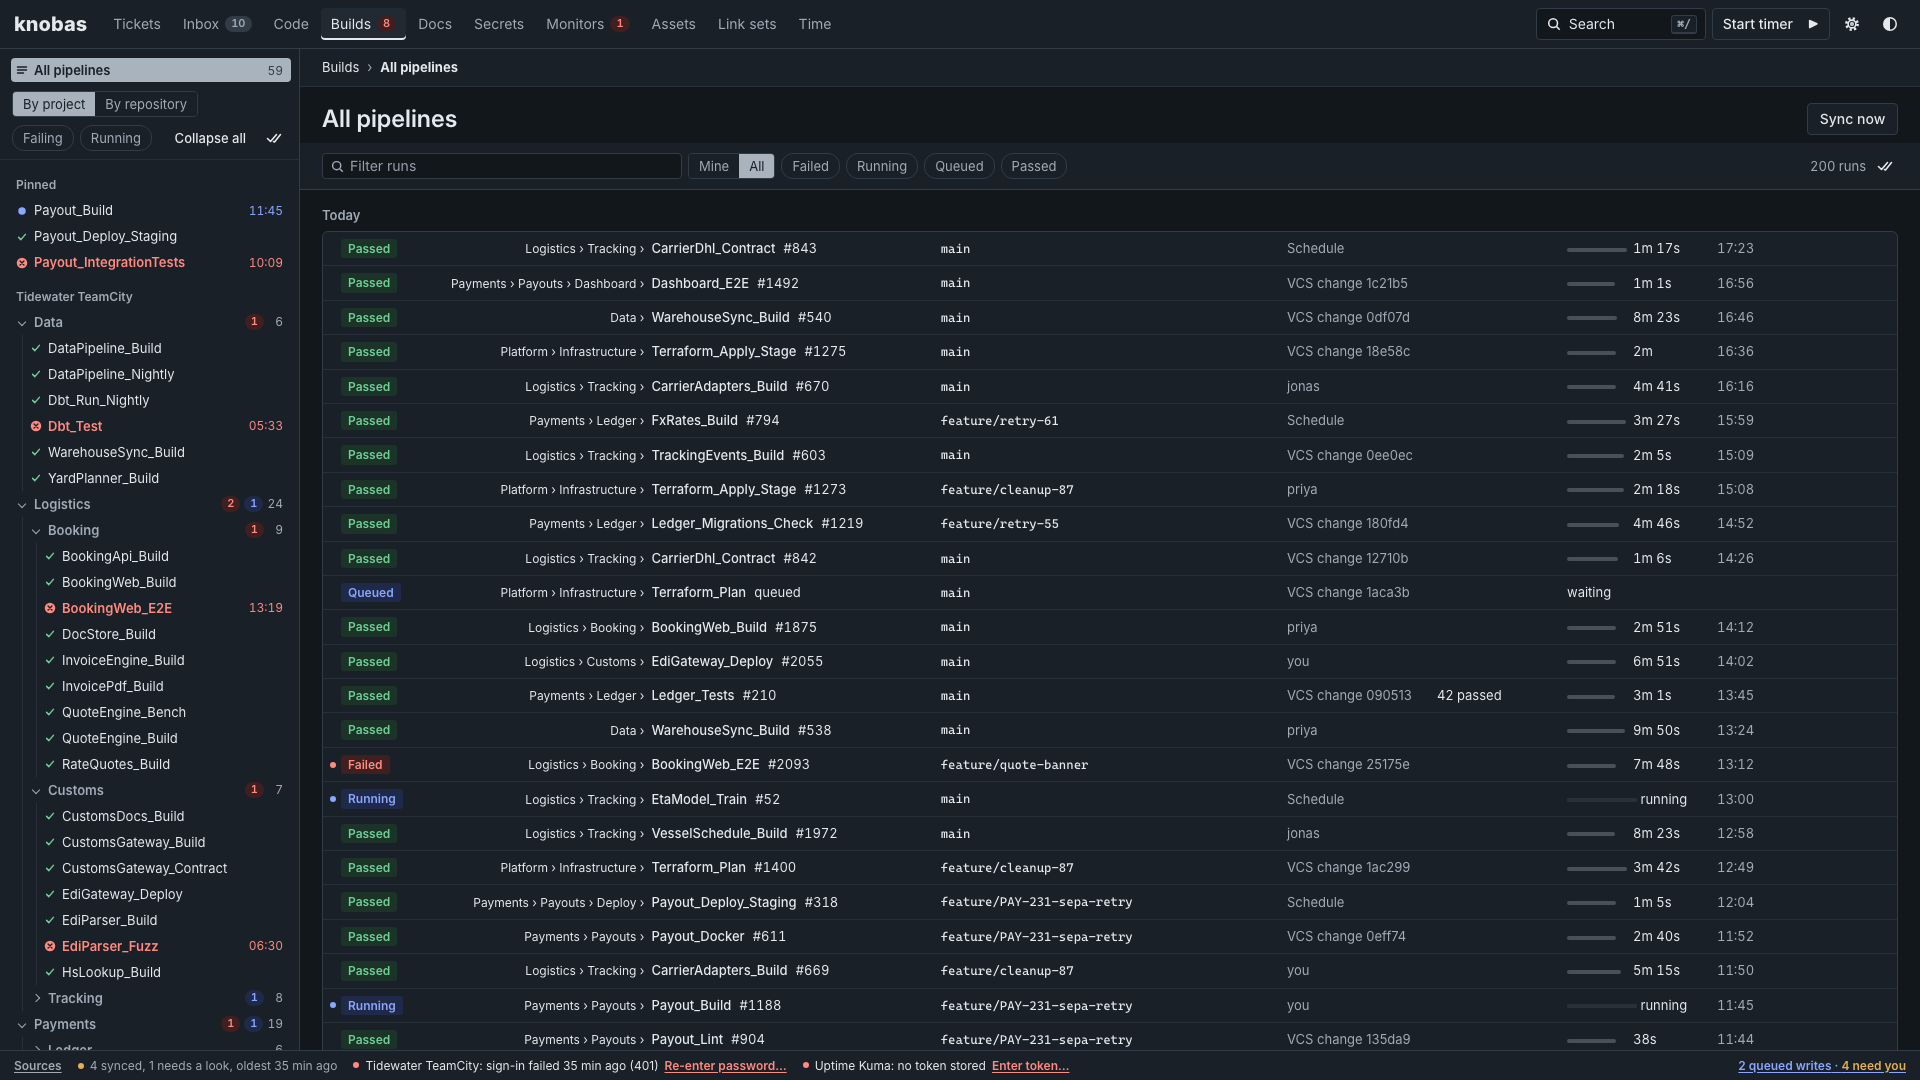 knobas Tickets Inbox 10 Code Builds 8 Docs Secrets Monitors 1 Assets Link sets Time Search ⌘/ Start timer
All pipelines 59
By project By repository
Failing Running Collapse all
Pinned
Payout_Build 11:45
Payout_Deploy_Staging
Payout_IntegrationTests 10:09
Tidewater TeamCity
Data 1 6
DataPipeline_Build
DataPipeline_Nightly
Dbt_Run_Nightly
Dbt_Test 05:33
WarehouseSync_Build
YardPlanner_Build
Logistics 2 1 24
Booking 1 9
BookingApi_Build
BookingWeb_Build
BookingWeb_E2E 13:19
DocStore_Build
InvoiceEngine_Build
InvoicePdf_Build
QuoteEngine_Bench
QuoteEngine_Build
RateQuotes_Build
Customs 1 7
CustomsDocs_Build
CustomsGateway_Build
CustomsGateway_Contract
EdiGateway_Deploy
EdiParser_Build
EdiParser_Fuzz 06:30
HsLookup_Build
Tracking 1 8
Payments 1 1 19
Ledger 6
Builds › All pipelines
All pipelines Sync now
Filter runs Mine All Failed Running Queued Passed 200 runs
Today
Passed Logistics › Tracking › CarrierDhl_Contract #843 main Schedule 1m 17s 17:23
Passed Payments › Payouts › Dashboard › Dashboard_E2E #1492 main VCS change 1c21b5 1m 1s 16:56
Passed Data › WarehouseSync_Build #540 main VCS change 0df07d 8m 23s 16:46
Passed Platform › Infrastructure › Terraform_Apply_Stage #1275 main VCS change 18e58c 2m 16:36
Passed Logistics › Tracking › CarrierAdapters_Build #670 main jonas 4m 41s 16:16
Passed Payments › Ledger › FxRates_Build #794 feature/retry-61 Schedule 3m 27s 15:59
Passed Logistics › Tracking › TrackingEvents_Build #603 main VCS change 0ee0ec 2m 5s 15:09
Passed Platform › Infrastructure › Terraform_Apply_Stage #1273 feature/cleanup-87 priya 2m 18s 15:08
Passed Payments › Ledger › Ledger_Migrations_Check #1219 feature/retry-55 VCS change 180fd4 4m 46s 14:52
Passed Logistics › Tracking › CarrierDhl_Contract #842 main VCS change 12710b 1m 6s 14:26
Queued Platform › Infrastructure › Terraform_Plan queued main VCS change 1aca3b waiting
Passed Logistics › Booking › BookingWeb_Build #1875 main priya 2m 51s 14:12
Passed Logistics › Customs › EdiGateway_Deploy #2055 main you 6m 51s 14:02
Passed Payments › Ledger › Ledger_Tests #210 main VCS change 090513 42 passed 3m 1s 13:45
Passed Data › WarehouseSync_Build #538 main priya 9m 50s 13:24
Failed Logistics › Booking › BookingWeb_E2E #2093 feature/quote-banner VCS change 25175e 7m 48s 13:12
Running Logistics › Tracking › EtaModel_Train #52 main Schedule running 13:00
Passed Logistics › Tracking › VesselSchedule_Build #1972 main jonas 8m 23s 12:58
Passed Platform › Infrastructure › Terraform_Plan #1400 feature/cleanup-87 VCS change 1ac299 3m 42s 12:49
Passed Payments › Payouts › Deploy › Payout_Deploy_Staging #318 feature/PAY-231-sepa-retry Schedule 1m 5s 12:04
Passed Payments › Payouts › Payout_Docker #611 feature/PAY-231-sepa-retry VCS change 0eff74 2m 40s 11:52
Passed Logistics › Tracking › CarrierAdapters_Build #669 feature/cleanup-87 you 5m 15s 11:50
Running Payments › Payouts › Payout_Build #1188 feature/PAY-231-sepa-retry you running 11:45
Passed Payments › Payouts › Payout_Lint #904 feature/PAY-231-sepa-retry VCS change 135da9 38s 11:44
Sources 4 synced, 1 needs a look, oldest 35 min ago Tidewater TeamCity: sign-in failed 35 min ago (401) Re-enter password... Uptime Kuma: no token stored Enter token... 2 queued writes · 4 need you